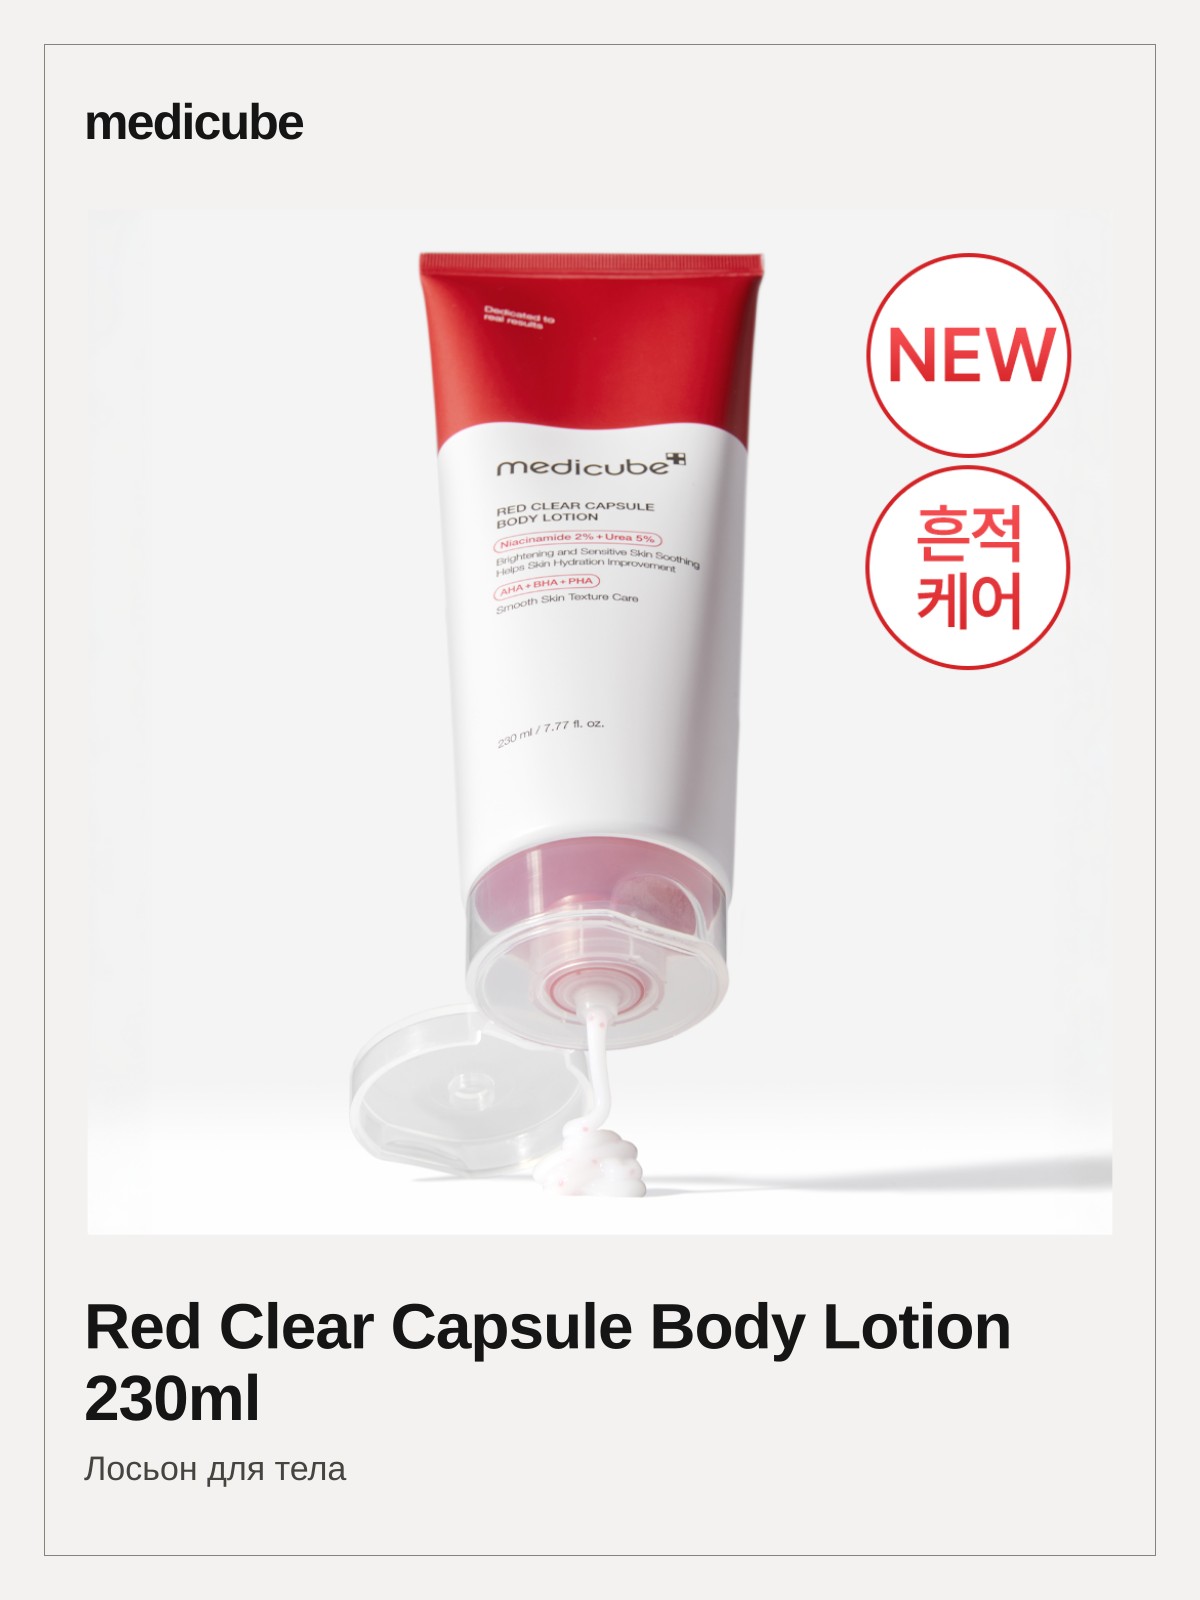 medicube
Dedicated to
real results
medicube
RED CLEAR CAPSULE
BODY LOTION
Niacinamide 2% + Urea 5%
Brightening and Sensitive Skin Soothing
Helps Skin Hydration Improvement
AHA + BHA + PHA
Smooth Skin Texture Care
230 ml / 7.77 fl. oz.
NEW
흔적
케어
Red Clear Capsule Body Lotion
230ml
Лосьон для тела